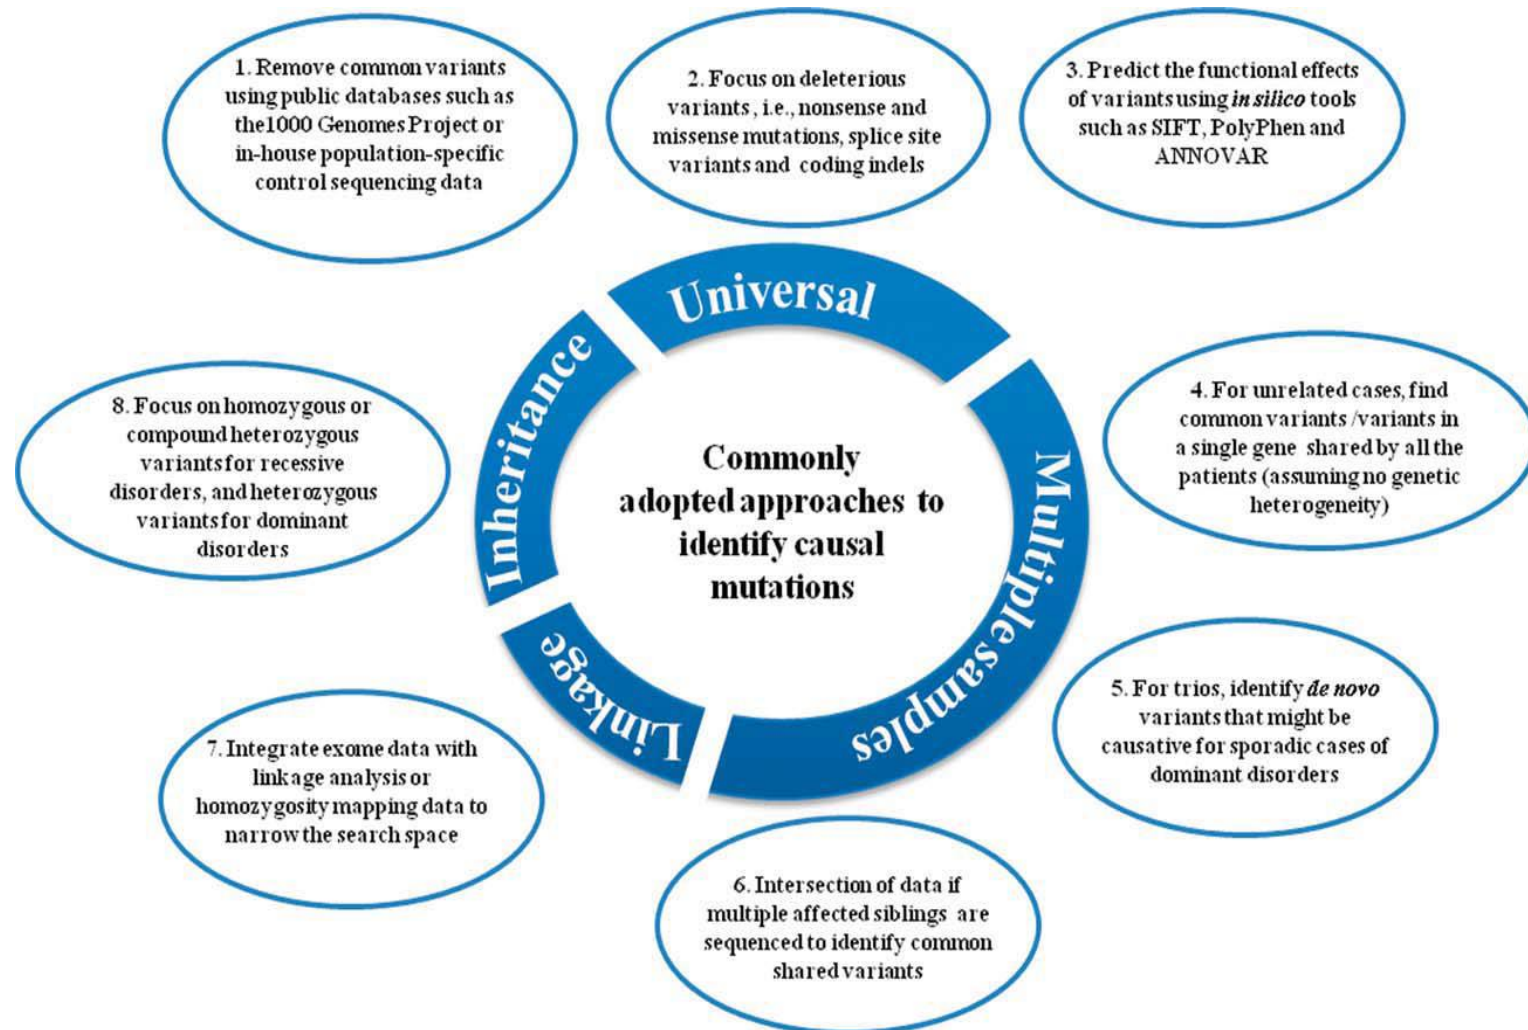 1. Remove common variants
using public databases such as
the1000 Genomes Project or
in-house population-specific
control sequencing data
2. Focus on deleterious
variants , i.e., nonsense and
missense mutations, splice site
variants and coding indels
3. Predict the functional effects
of variants using in silico tools
such as SIFT, PolyPhen and
ANNOVAR
Universal
Multiple samples
Linkage
Inheritance
Commonly
adopted approaches to
identify causal
mutations
4. For unrelated cases, find
common variants /variants in
a single gene shared by all the
patients (assuming no genetic
heterogeneity)
5. For trios, identify de novo
variants that might be
causative for sporadic cases of
dominant disorders
6. Intersection of data if
multiple affected siblings are
sequenced to identify common
shared variants
7. Integrate exome data with
linkage analysis or
homozygosity mapping data to
narrow the search space
8. Focus on homozygous or
compound heterozygous
variants for recessive
disorders, and heterozygous
variants for dominant
disorders